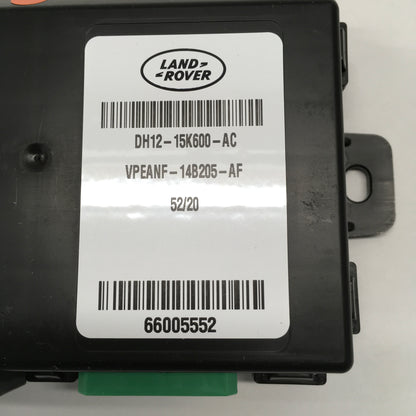 LAND
ROVER
DH12-15K600-AC
VPEANF-14B205-AF
52/20
66005552